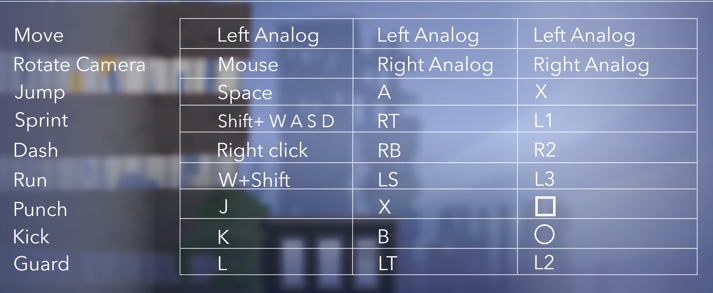 Move Left Analog Left Analog Left Analog
Rotate Camera Mouse Right Analog Right Analog
Jump Space A X
Sprint Shift+ W A S D RT L1
Dash Right click RB R2
Run W+Shift LS L3
Punch J X □
Kick K B ○
Guard L LT L2